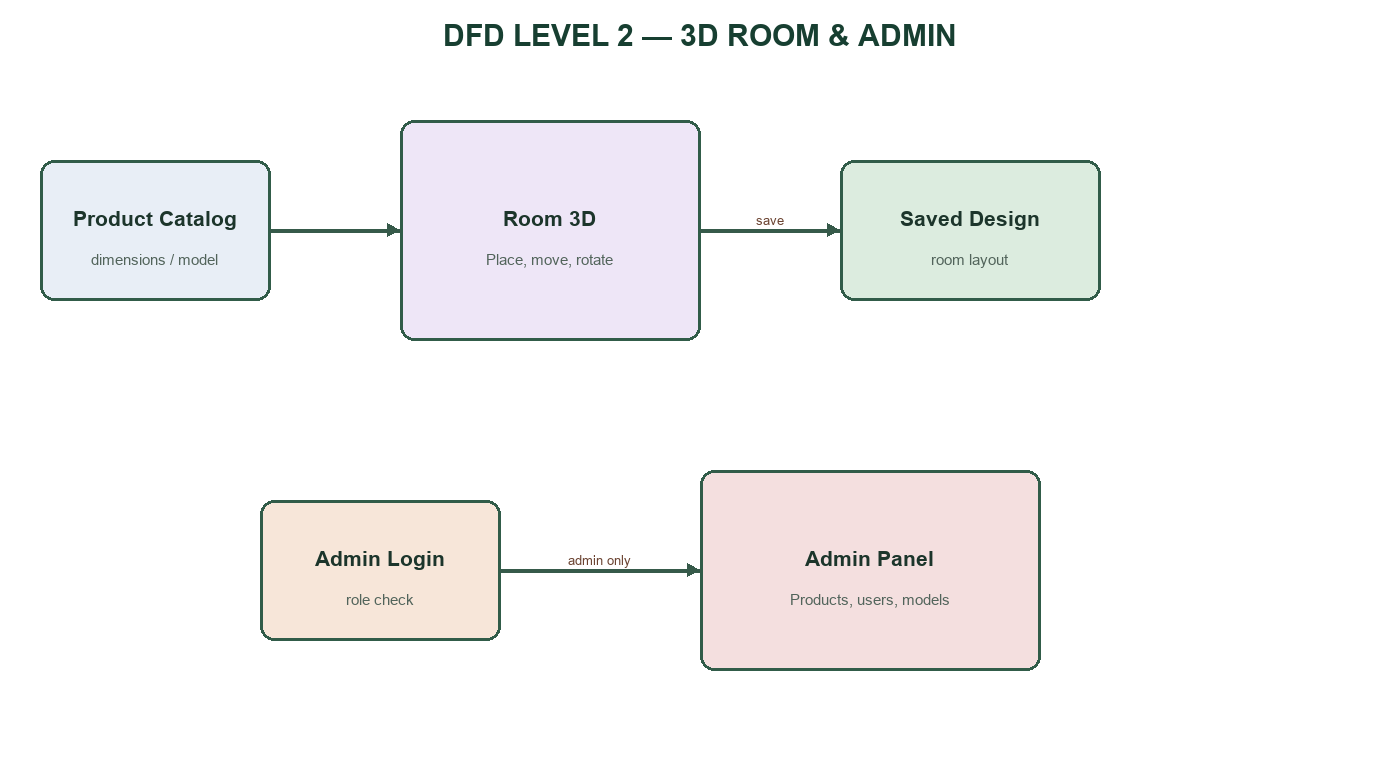 DFD LEVEL 2 — 3D ROOM & ADMIN
Product Catalog
dimensions / model
Room 3D
Place, move, rotate
save
Saved Design
room layout
Admin Login
role check
admin only
Admin Panel
Products, users, models